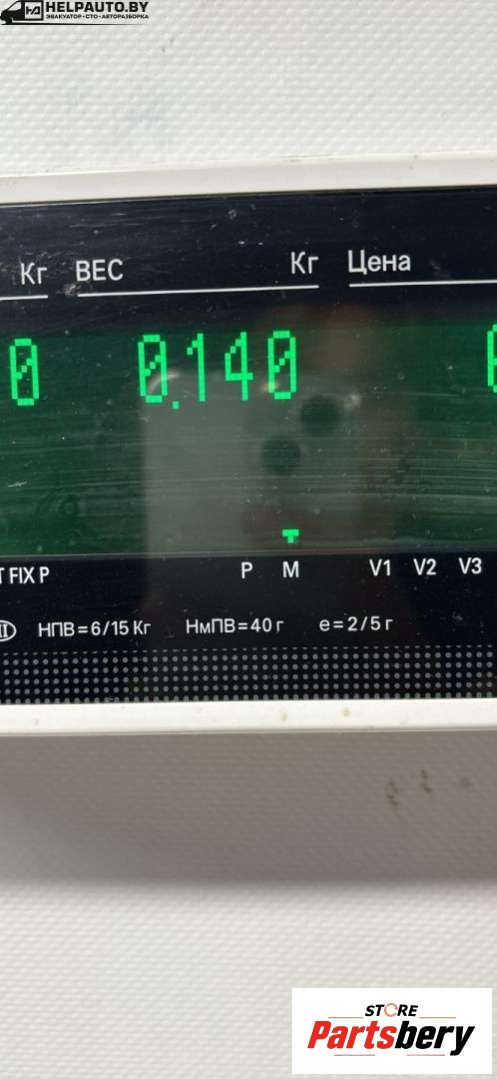 HELPAUTO.BY
ЭВАКУАТОР•СТО•АВТОРАЗБОРКА
Кг ВЕС Кг Цена
0 0.140
T FIX P P M V1 V2 V3
НПВ=6/15 Кг НмПВ=40 г e=2/5 г
STORE
Partsbery